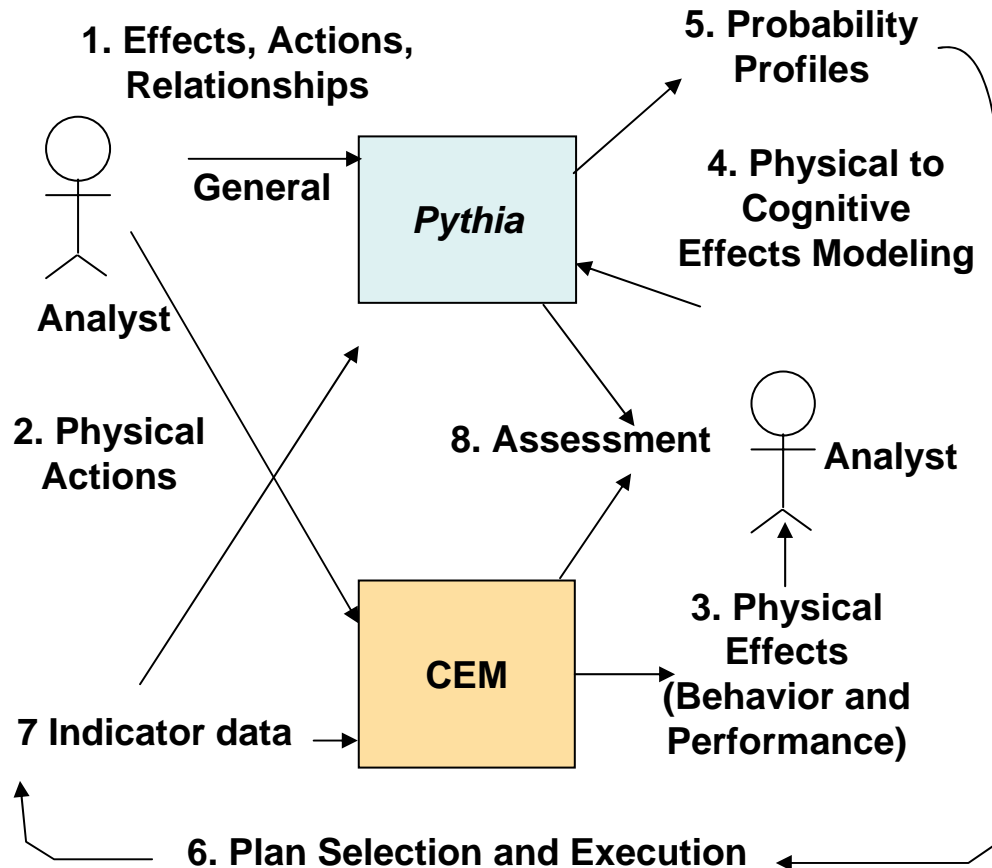 1. Effects, Actions,
Relationships
5. Probability
Profiles
General
Pythia
4. Physical to
Cognitive
Effects Modeling
Analyst
2. Physical
Actions
8. Assessment
Analyst
CEM
3. Physical
Effects
(Behavior and
Performance)
7 Indicator data
6. Plan Selection and Execution